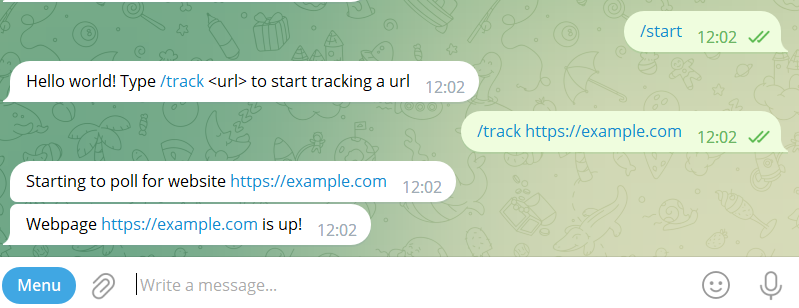 /start 12:02
Hello world! Type /track <url> to start tracking a url 12:02
/track https://example.com 12:02
Starting to poll for website https://example.com 12:02
Webpage https://example.com is up! 12:02
Menu Write a message...